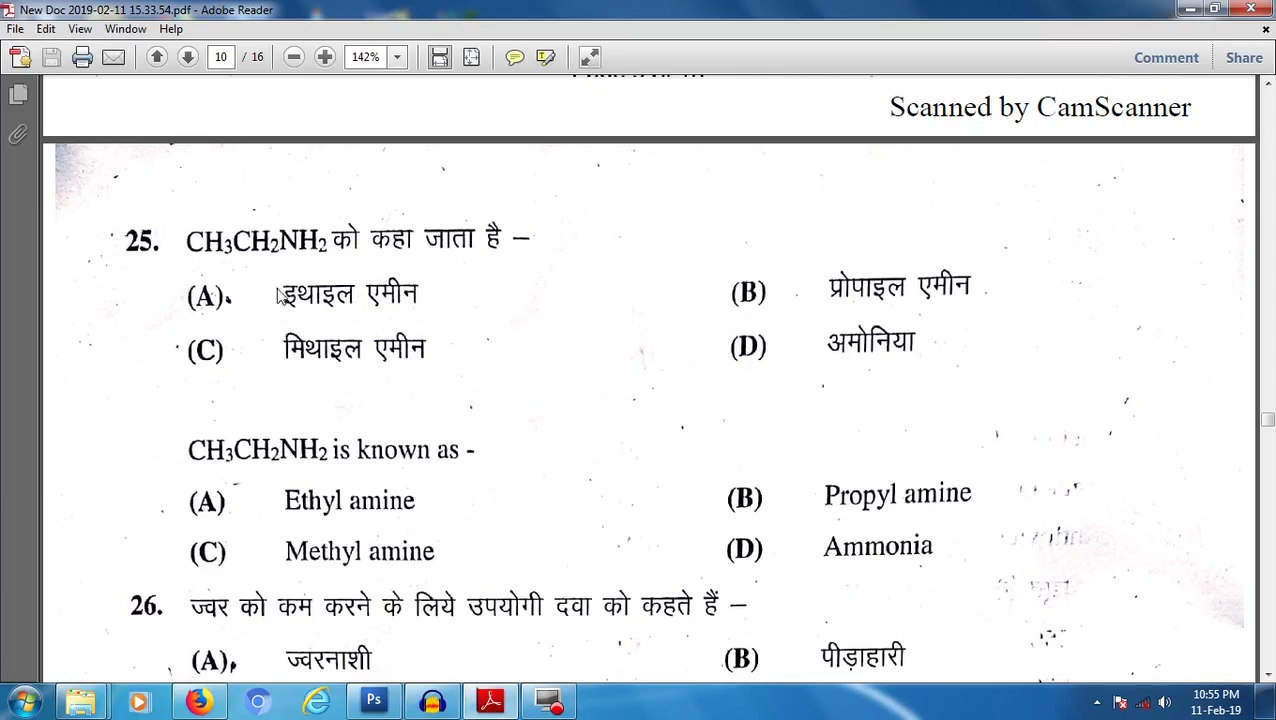 New Doc 2019-02-11 15.33.54.pdf - Adobe Reader
File Edit View Window Help
10 / 16 142% Comment Share
Scanned by CamScanner
25. CH3CH2NH2 को कहा जाता है –
(A) इथाइल एमीन (B) प्रोपाइल एमीन
(C) मिथाइल एमीन (D) अमोनिया
CH3CH2NH2 is known as -
(A) Ethyl amine (B) Propyl amine
(C) Methyl amine (D) Ammonia
26. ज्वर को कम करने के लिये उपयोगी दवा को कहते हैं –
(A) ज्वरनाशी (B) पीड़ाहारी
Ps
10:55 PM
11-Feb-19